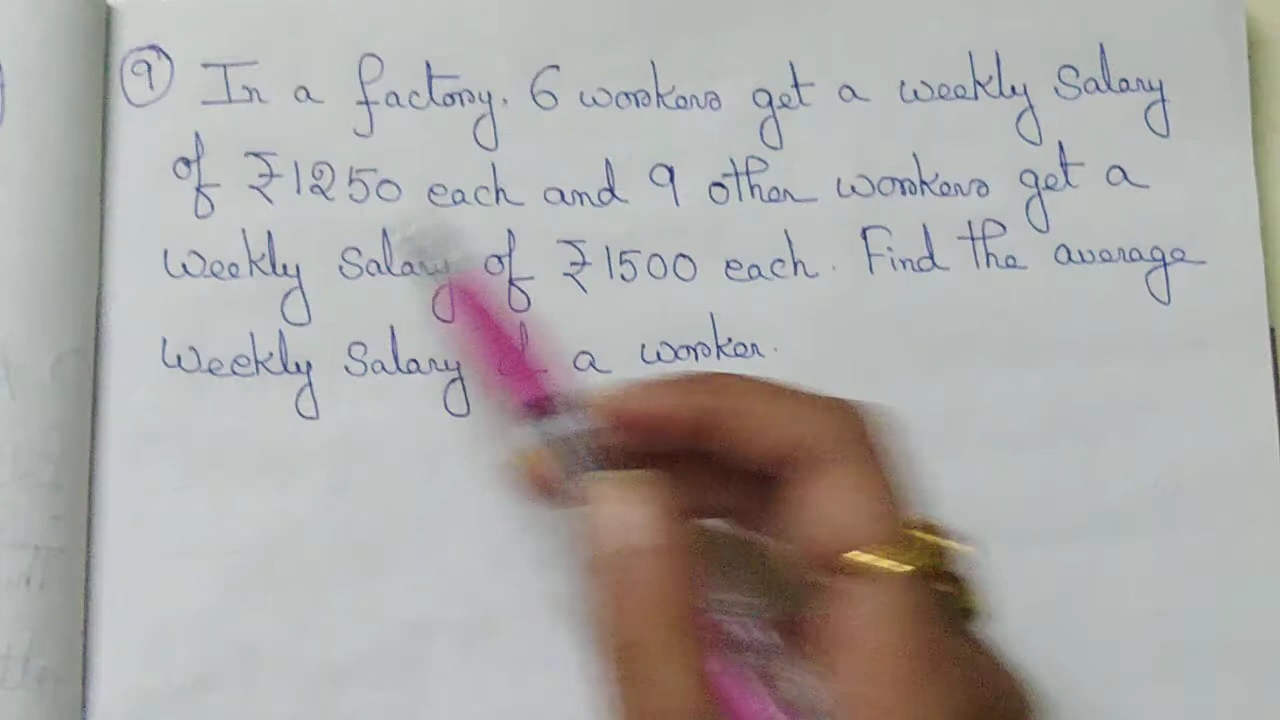 9 In a factory. 6 workers get a weekly Salary
of ₹1250 each and 9 other workers get a
weekly Salary of ₹1500 each. Find the average
weekly Salary a worker.